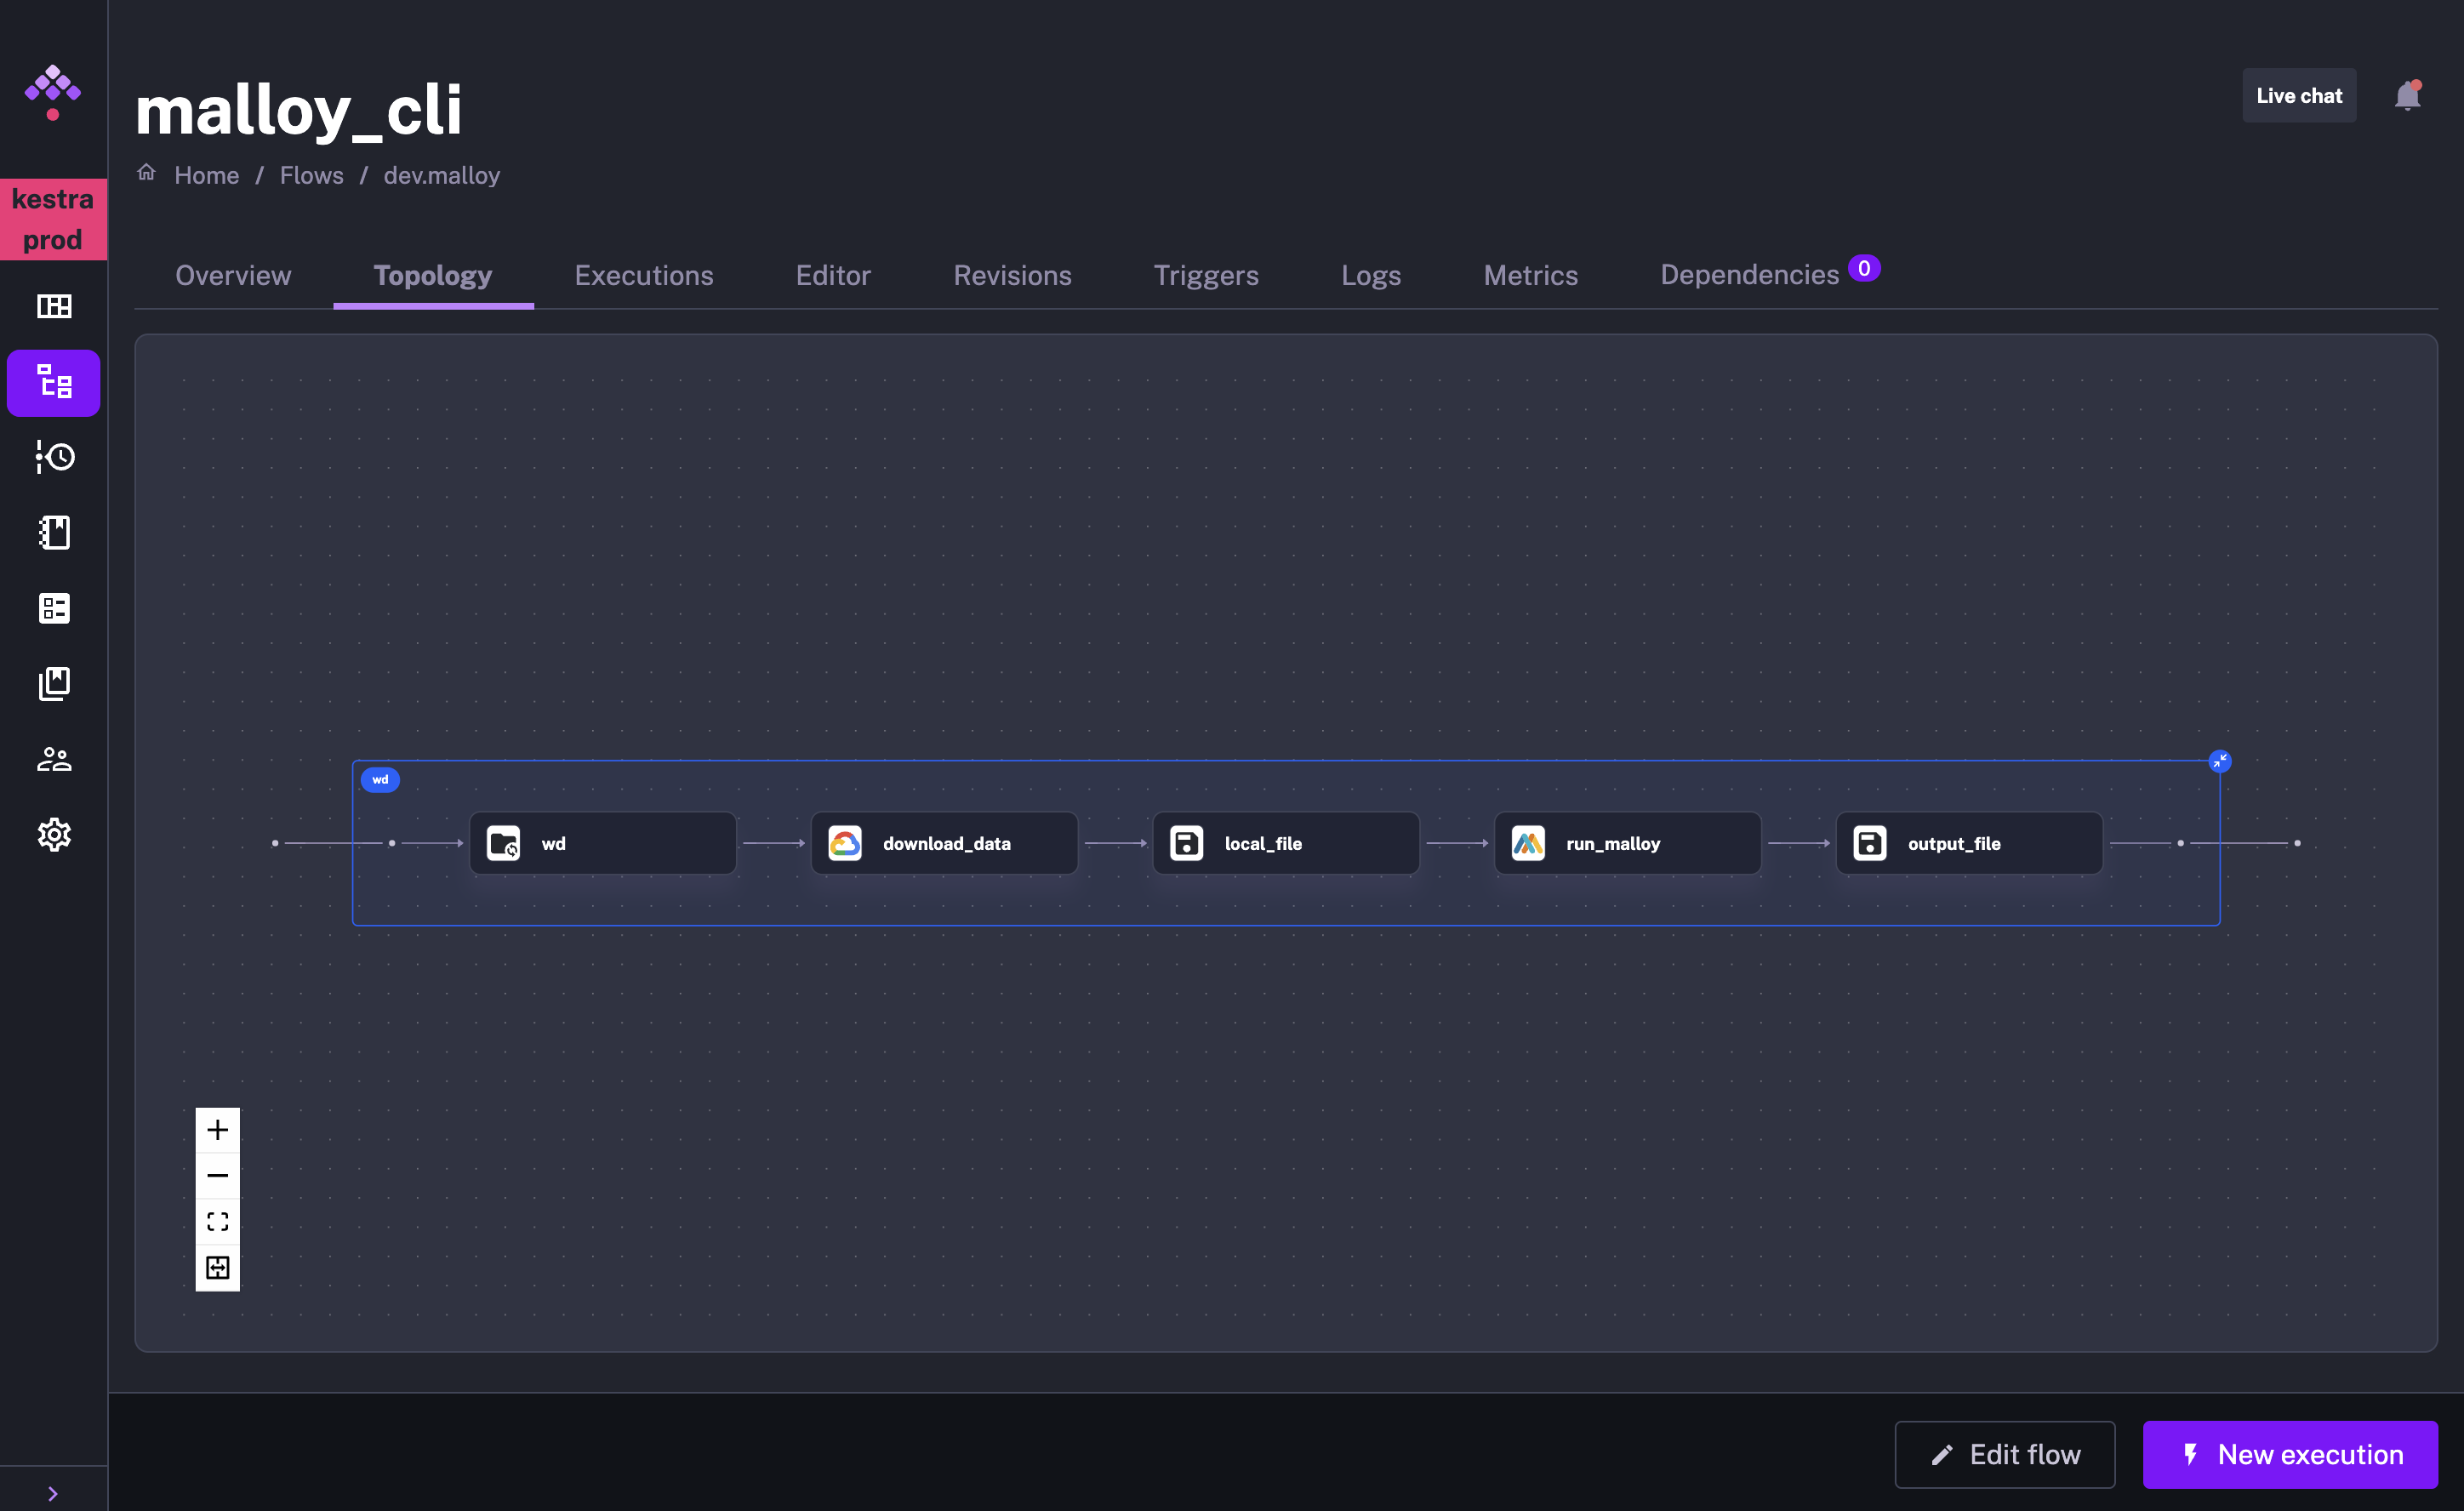 malloy_cli
Live chat
Home / Flows / dev.malloy
kestra
prod
Overview
Topology
Executions
Editor
Revisions
Triggers
Logs
Metrics
Dependencies 0
wd
wd
download_data
local_file
run_malloy
output_file
Edit flow
New execution